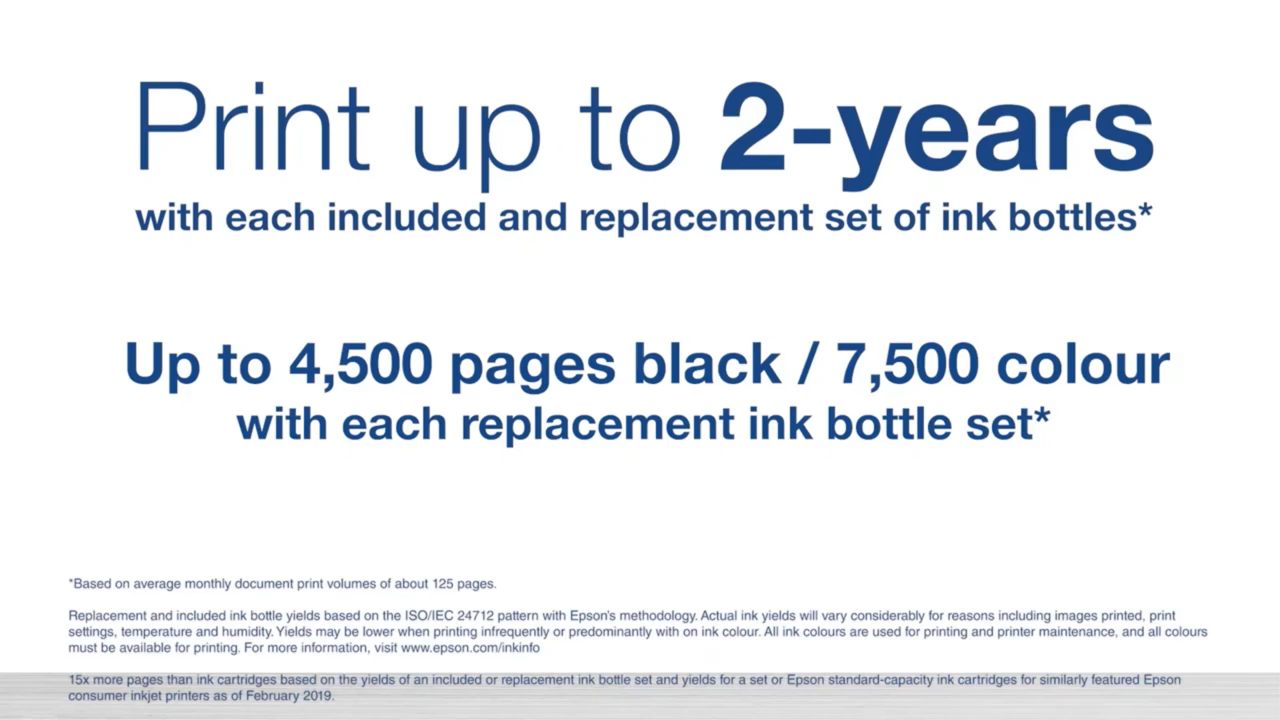 Print up to 2-years
with each included and replacement set of ink bottles*
Up to 4,500 pages black / 7,500 colour
with each replacement ink bottle set*
*Based on average monthly document print volumes of about 125 pages.
Replacement and included ink bottle yields based on the ISO/IEC 24712 pattern with Epson's methodology. Actual ink yields will vary considerably for reasons including images printed, print
settings, temperature and humidity. Yields may be lower when printing infrequently or predominantly with on ink colour. All ink colours are used for printing and printer maintenance, and all colours
must be available for printing. For more information, visit www.epson.com/inkinfo
15x more pages than ink cartridges based on the yields of an included or replacement ink bottle set and yields for a set or Epson standard-capacity ink cartridges for similarly featured Epson
consumer inkjet printers as of February 2019.